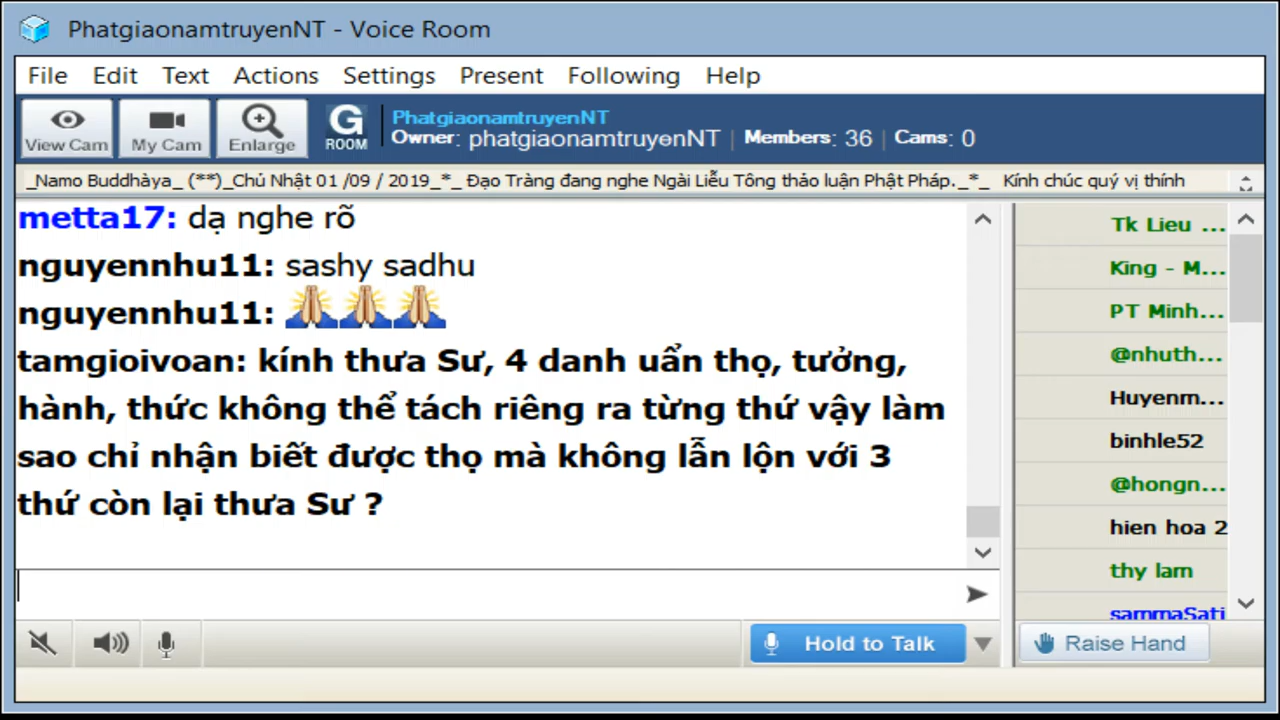 PhatgiaonamtruyenNT - Voice Room
File Edit Text Actions Settings Present Following Help
View Cam My Cam Enlarge G ROOM
PhatgiaonamtruyenNT
Owner: phatgiaonamtruyenNT | Members: 36 | Cams: 0
_Namo Buddhàya_ (**)_Chủ Nhật 01 /09 / 2019_*_ Đạo Tràng đang nghe Ngài Liễu Tông thảo luận Phật Pháp._*_ Kính chúc quý vị thính
metta17: dạ nghe rõ
nguyennhu11: sashy sadhu
nguyennhu11: 🙏🙏🙏
tamgioivoan: kính thưa Sư, 4 danh uẩn thọ, tưởng,
hành, thức không thể tách riêng ra từng thứ vậy làm
sao chỉ nhận biết được thọ mà không lẫn lộn với 3
thứ còn lại thưa Sư ?
Tk Lieu ...
King - M...
PT Minh...
@nhuth...
Huyenm...
binhle52
@hongn...
hien hoa 2
thy lam
sammaSati
Hold to Talk
Raise Hand